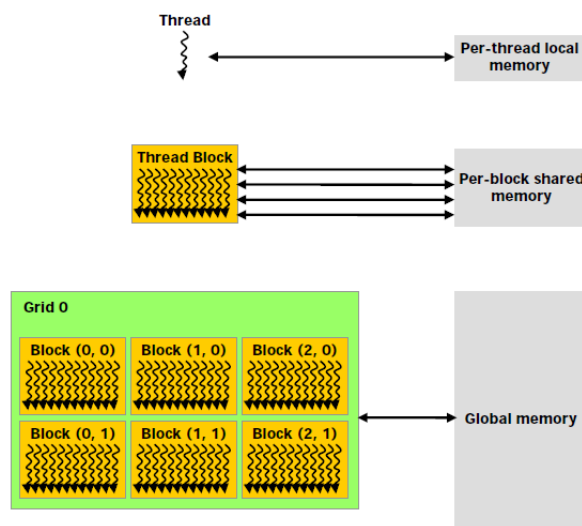 Thread
Per-thread local
memory
Thread Block
Per-block shared
memory
Grid 0
Block (0, 0)
Block (1, 0)
Block (2, 0)
Block (0, 1)
Block (1, 1)
Block (2, 1)
Global memory